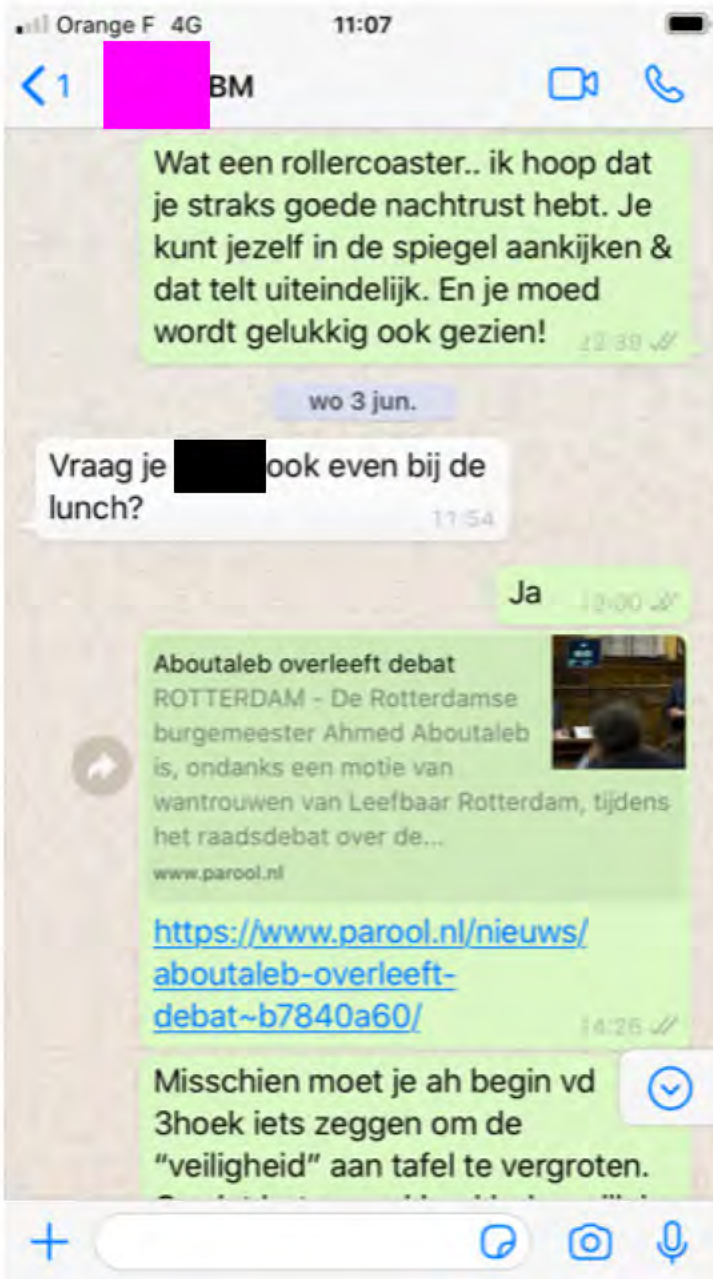 Orange F 4G 11:07
1 BM
Wat een rollercoaster.. ik hoop dat
je straks goede nachtrust hebt. Je
kunt jezelf in de spiegel aankijken &
dat telt uiteindelijk. En je moed
wordt gelukkig ook gezien!
wo 3 jun.
Vraag je ook even bij de
lunch? 11:54
Ja
Aboutaleb overleeft debat
ROTTERDAM - De Rotterdamse
burgemeester Ahmed Aboutaleb
is, ondanks een motie van
wantrouwen van Leefbaar Rotterdam, tijdens
het raadsdebat over de...
www.parool.nl
https://www.parool.nl/nieuws/
aboutaleb-overleeft-
debat~b7840a60/ 14:26
Misschien moet je ah begin vd
3hoek iets zeggen om de
“veiligheid” aan tafel te vergroten.